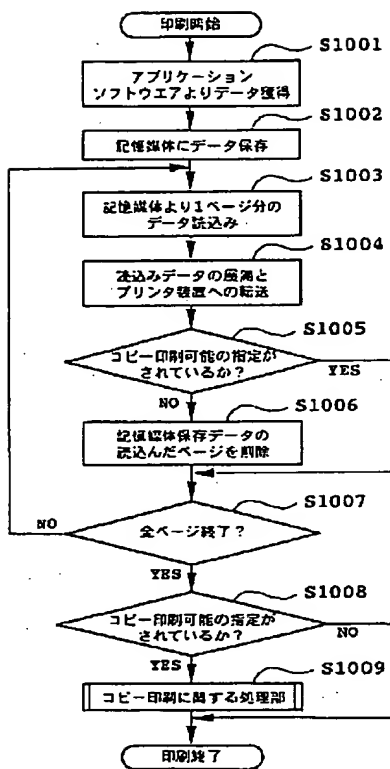 印刷開始
S1001
アプリケーション
ソフトウエアよりデータ獲得
S1002
記憶媒体にデータ保存
S1003
記憶媒体より1ページ分の
データ読込み
S1004
読込みデータの展開と
プリンタ装置への転送
S1005
コピー印刷可能の指定が
されているか?
YES
NO
S1006
記憶媒体保存データの
読込んだページを削除
S1007
NO
全ページ終了?
YES
S1008
コピー印刷可能の指定が
されているか?
NO
YES
S1009
コピー印刷に関する処理部
印刷終了